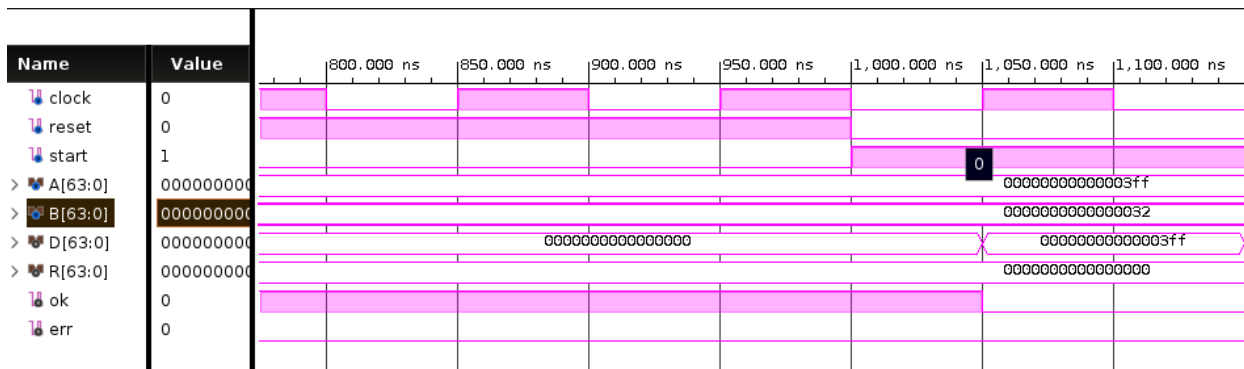 Name Value 800.000 ns 850.000 ns 900.000 ns 950.000 ns 1,000.000 ns 1,050.000 ns 1,100.000 ns
clock 0
reset 0
start 1 0
A[63:0] 000000000 00000000000003ff
B[63:0] 000000000 0000000000000032
D[63:0] 000000000 0000000000000000 00000000000003ff
R[63:0] 000000000 0000000000000000
ok 0
err 0